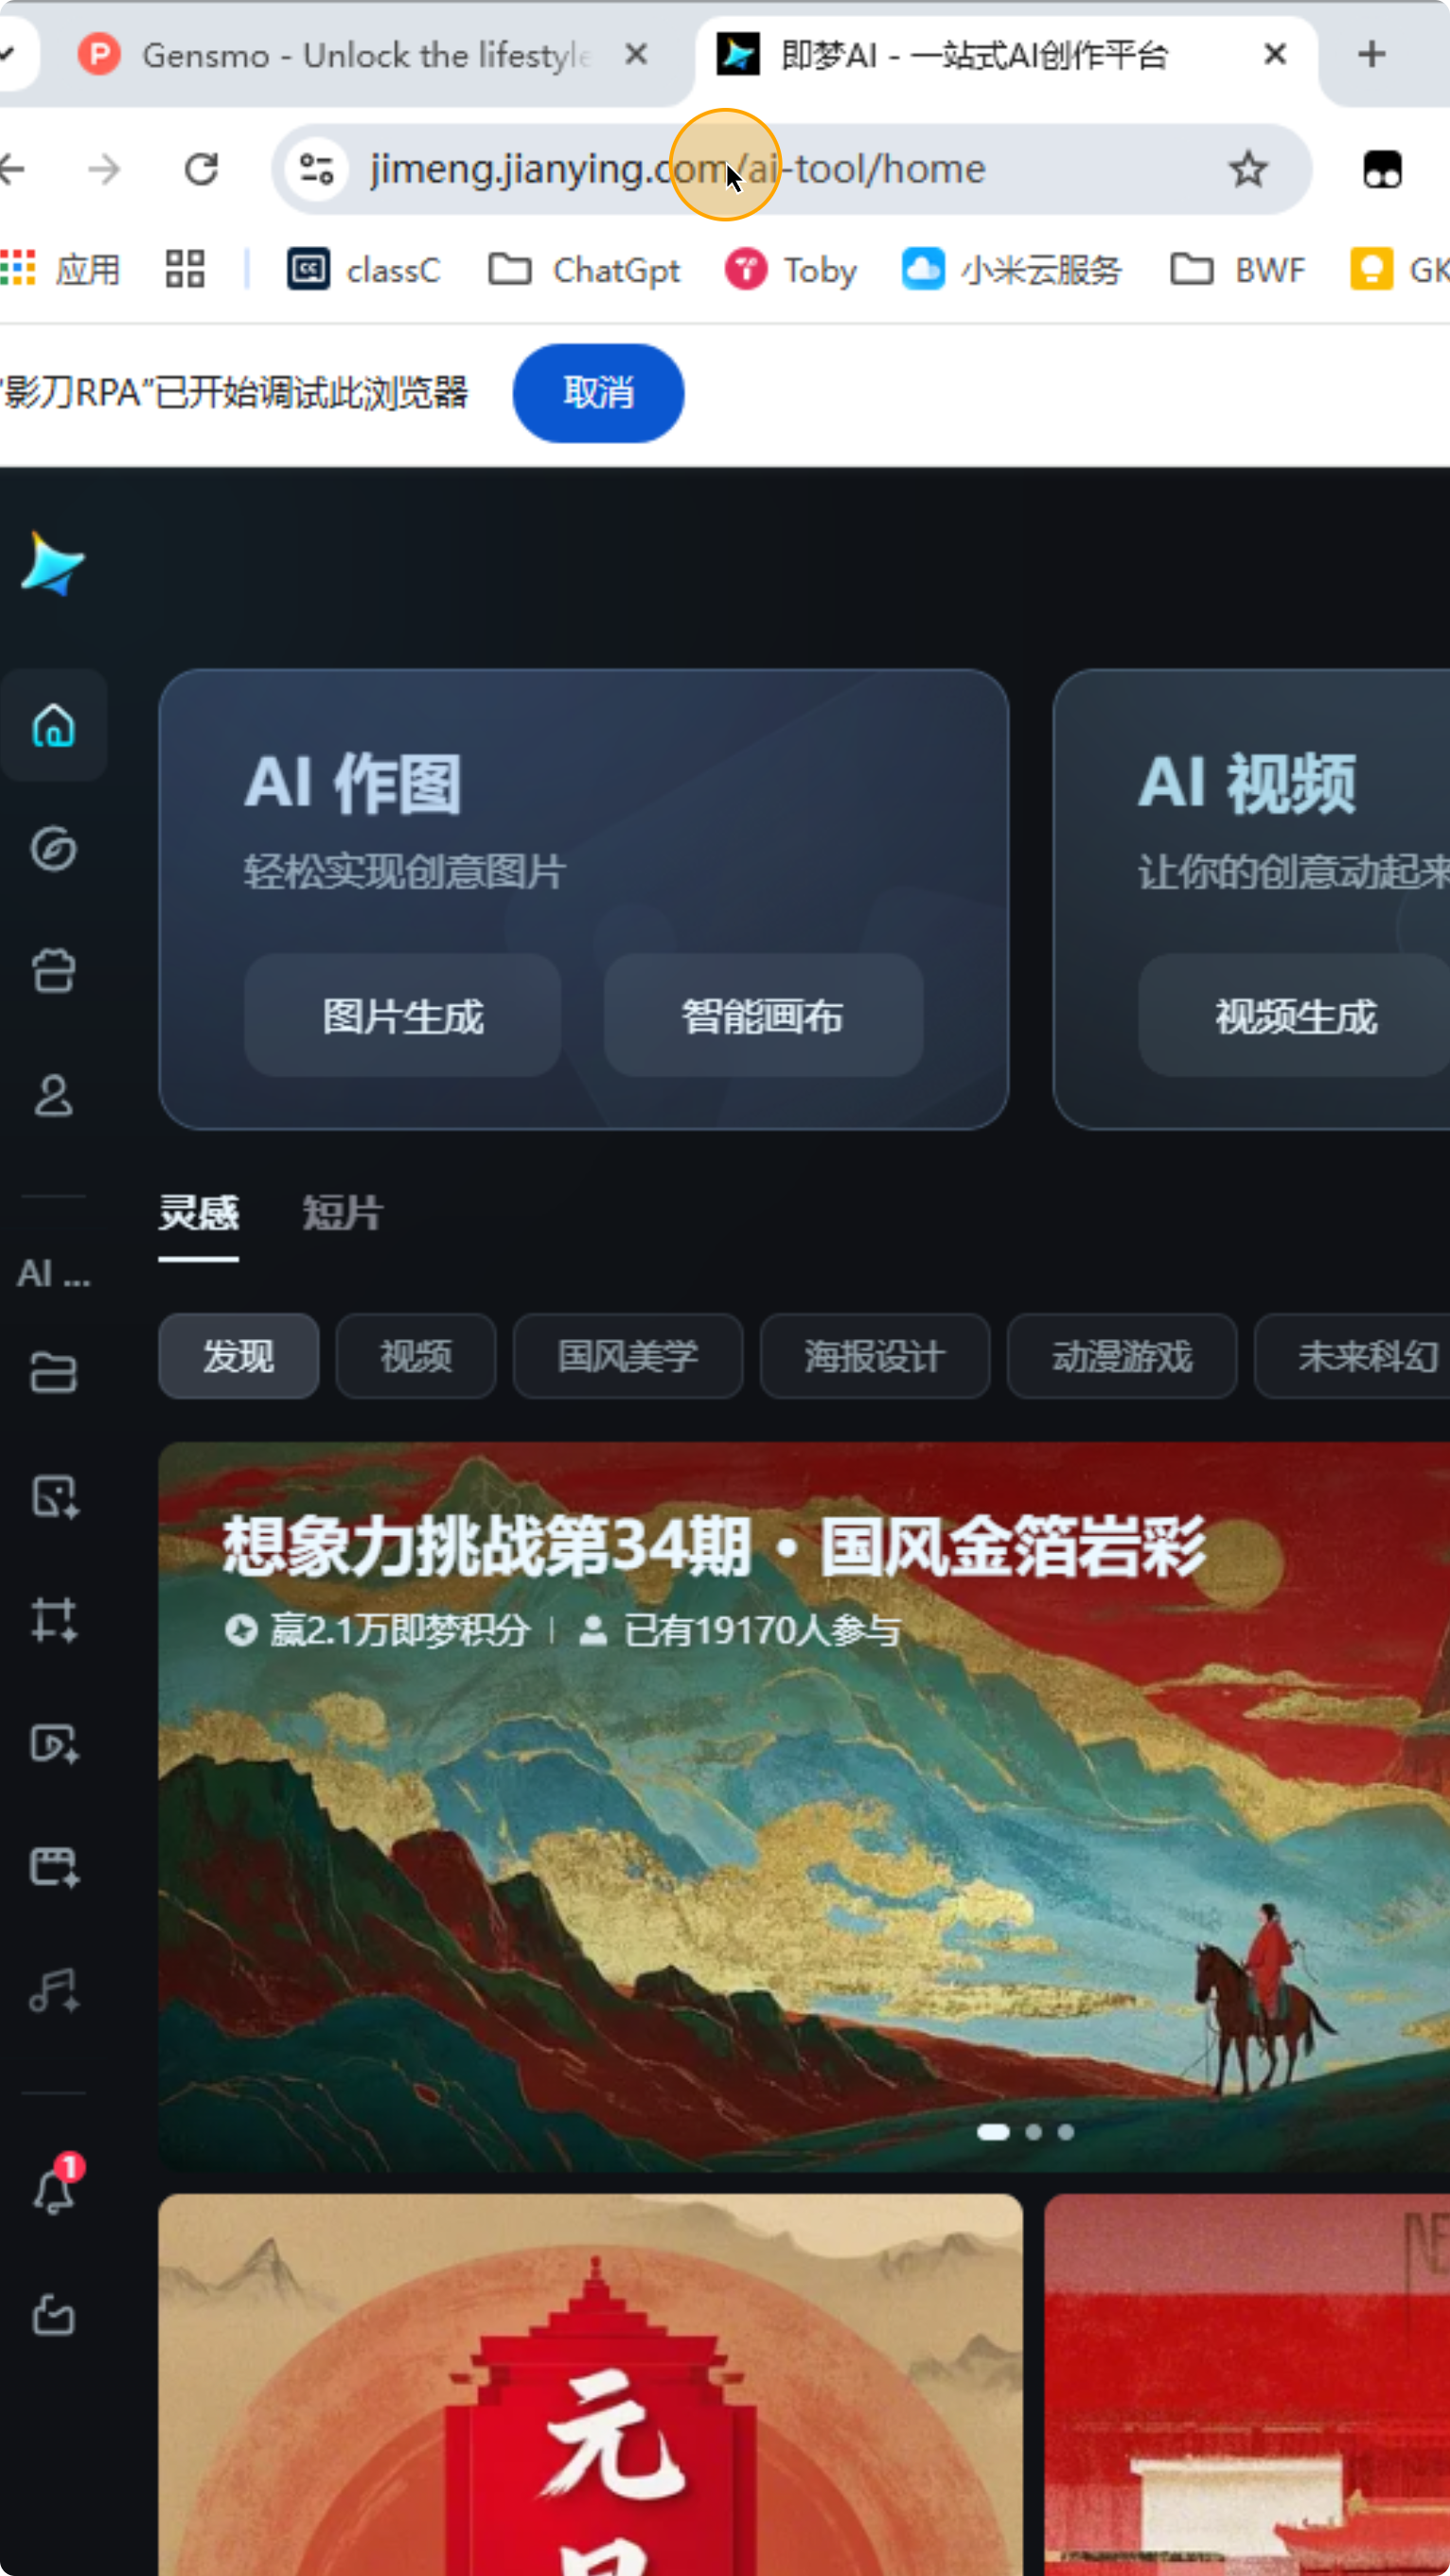 Gensmo - Unlock the lifestyle
即梦AI - 一站式AI创作平台
jimeng.jianying.com/ai-tool/home
应用
classC
ChatGpt
Toby
小米云服务
BWF
GK
"影刀RPA"已开始调试此浏览器
取消
AI 作图
轻松实现创意图片
图片生成
智能画布
AI 视频
让你的创意动起来
视频生成
灵感
短片
AI ...
发现
视频
国风美学
海报设计
动漫游戏
未来科幻
想象力挑战第34期 • 国风金箔岩彩
赢2.1万即梦积分 | 已有19170人参与
1
元